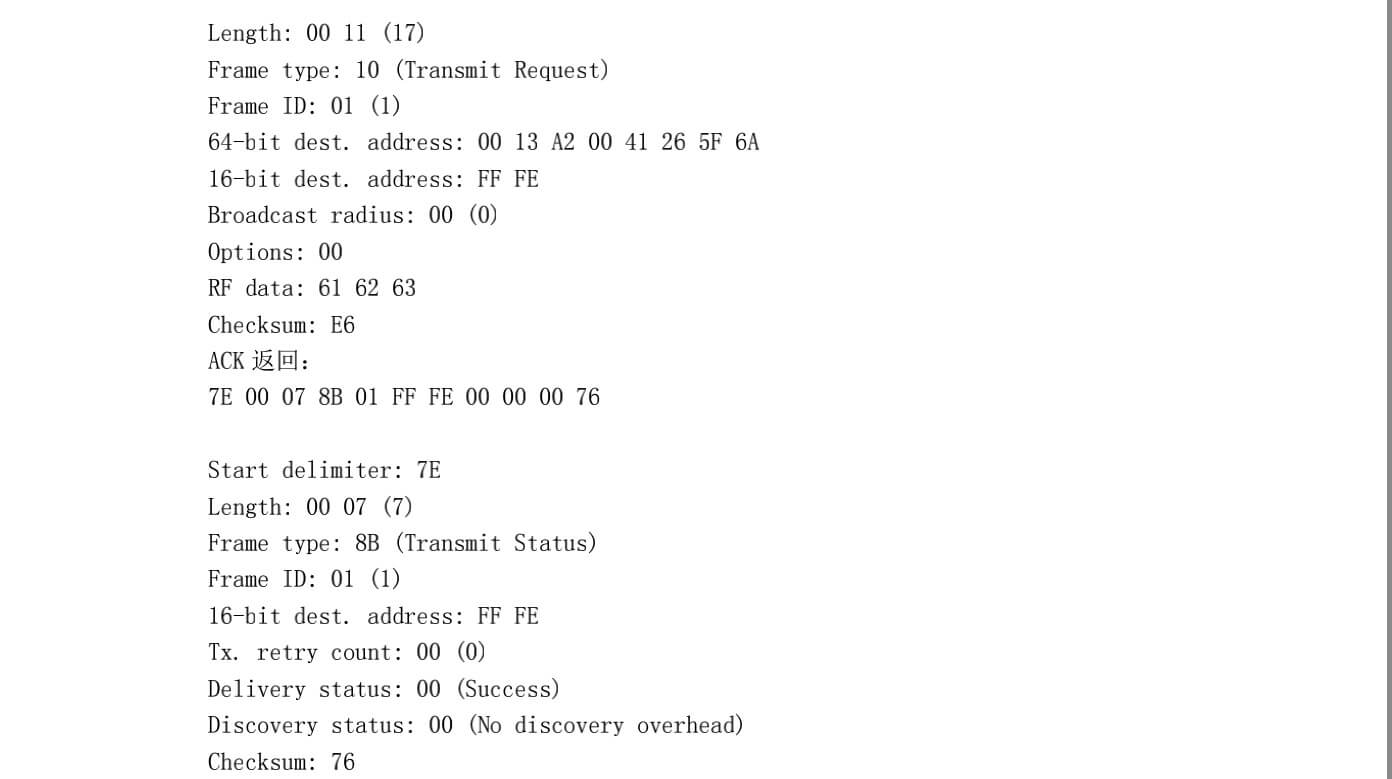 Length: 00 11 (17)
Frame type: 10 (Transmit Request)
Frame ID: 01 (1)
64-bit dest. address: 00 13 A2 00 41 26 5F 6A
16-bit dest. address: FF FE
Broadcast radius: 00 (0)
Options: 00
RF data: 61 62 63
Checksum: E6
ACK 返回：
7E 00 07 8B 01 FF FE 00 00 00 76
Start delimiter: 7E
Length: 00 07 (7)
Frame type: 8B (Transmit Status)
Frame ID: 01 (1)
16-bit dest. address: FF FE
Tx. retry count: 00 (0)
Delivery status: 00 (Success)
Discovery status: 00 (No discovery overhead)
Checksum: 76